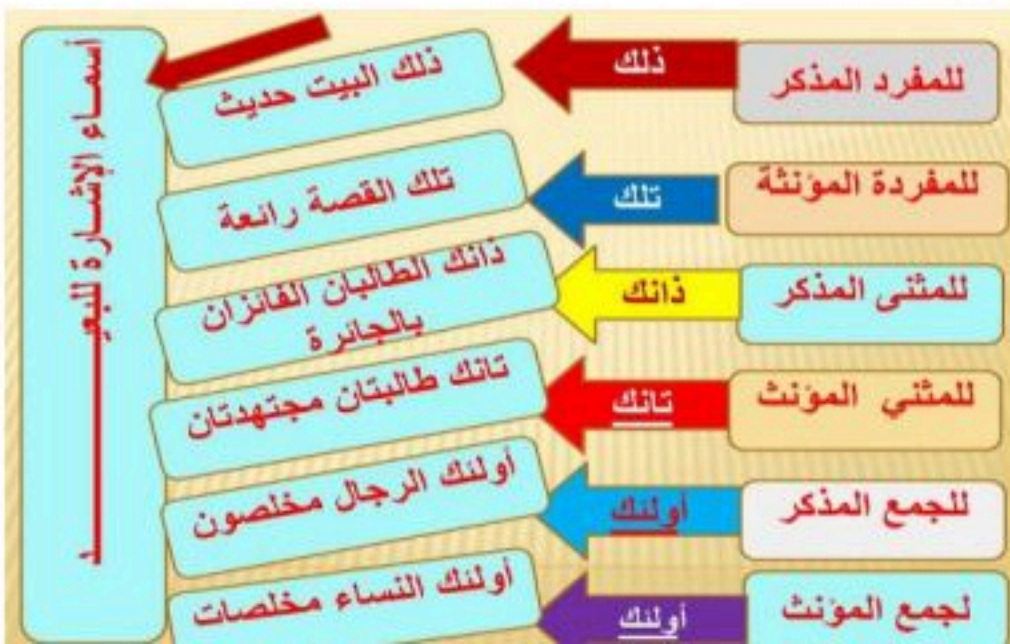 أسماء الإشارة للبعيـــــــــــد
للمفرد المذكر
ذلك
ذلك البيت حديث
للمفردة المؤنثة
تلك
تلك القصة رائعة
للمثنى المذكر
ذانك
ذانك الطالبان الفائزان
بالجائزة
للمثني المؤنث
تانك
تانك طالبتان مجتهدتان
للجمع المذكر
أولئك
أولئك الرجال مخلصون
لجمع المؤنث
أولئك
أولئك النساء مخلصات